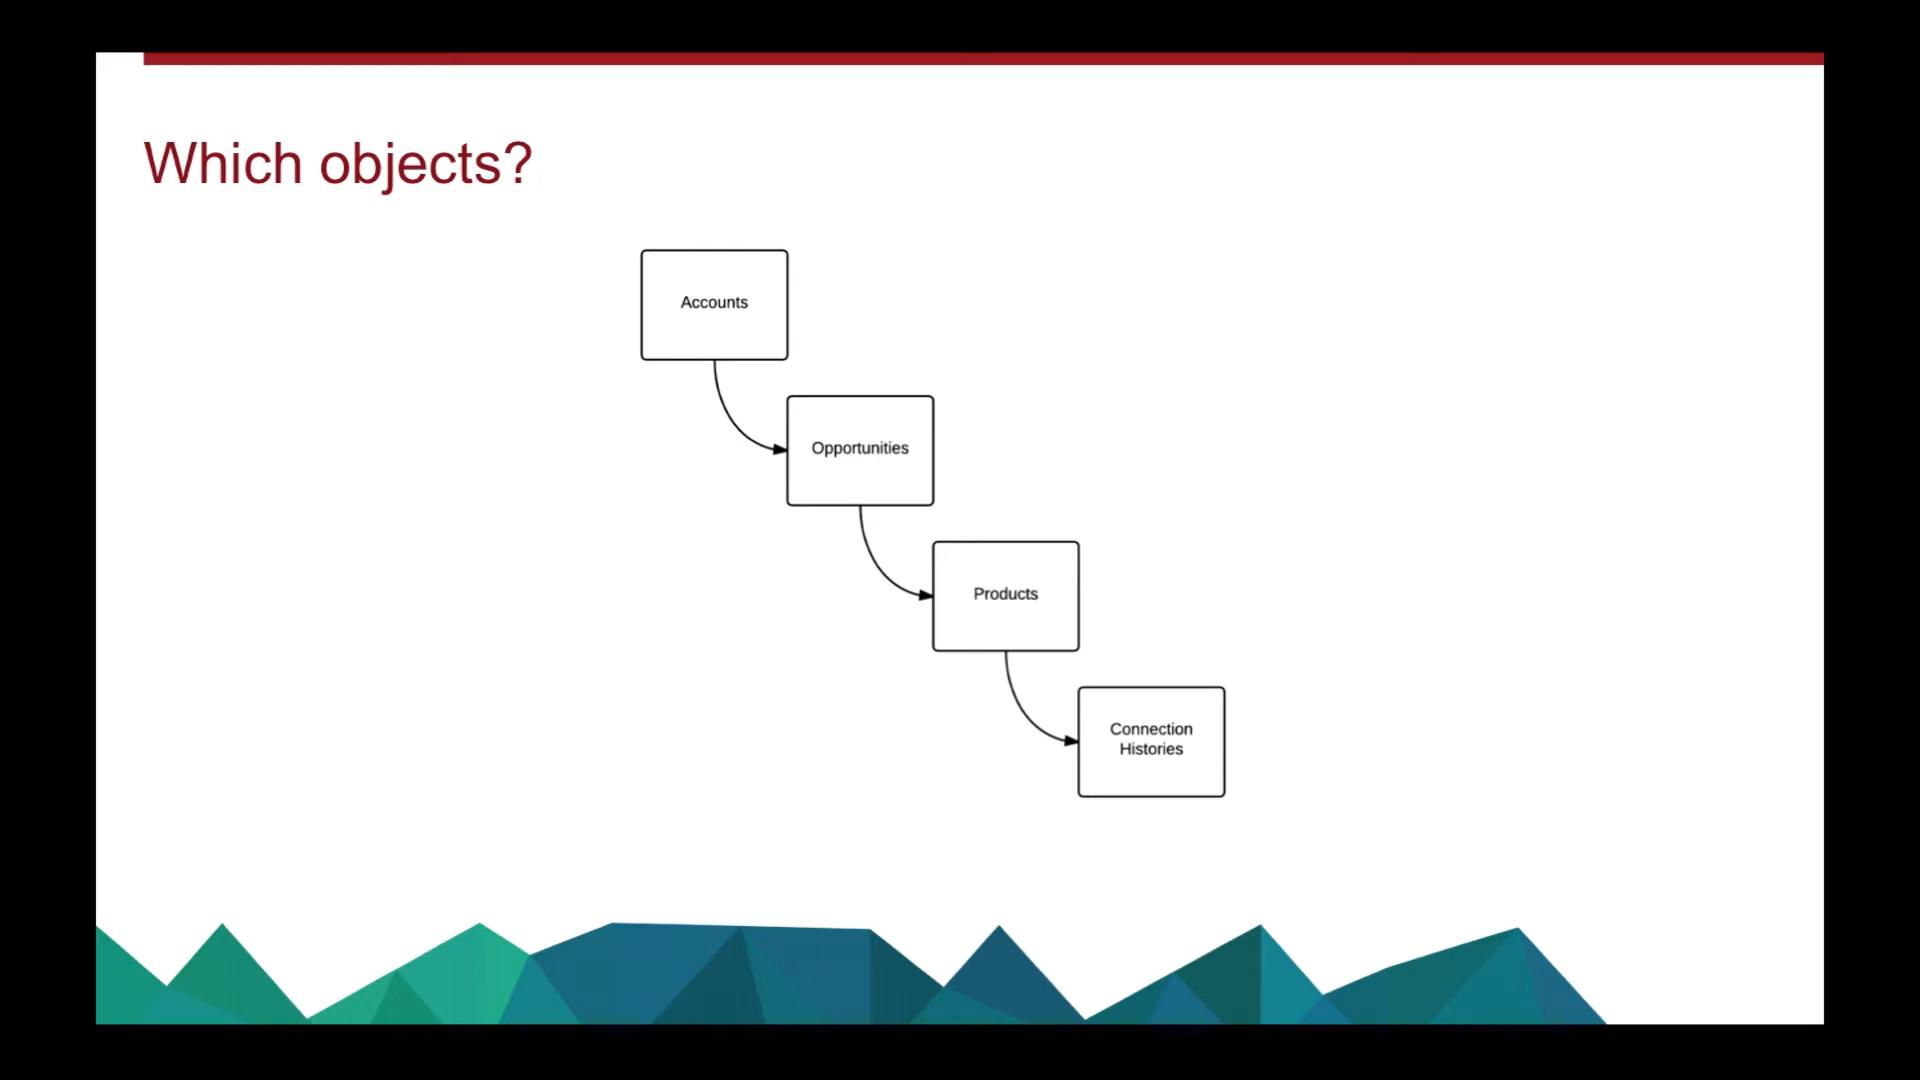 Which objects?
Accounts
Opportunities
Products
Connection
Histories